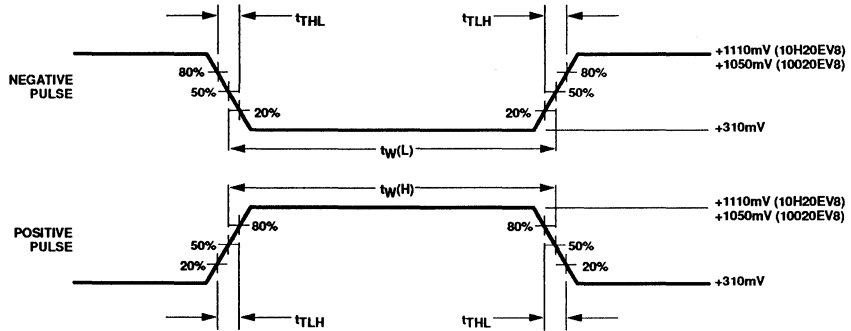 tTHL
tTLH
+1110mV (10H20EV8)
+1050mV (10020EV8)
80%
80%
NEGATIVE
PULSE
50%
50%
20%
20%
+310mV
tW(L)
tW(H)
+1110mV (10H20EV8)
+1050mV (10020EV8)
80%
80%
POSITIVE
PULSE
50%
50%
20%
20%
+310mV
tTLH
tTHL